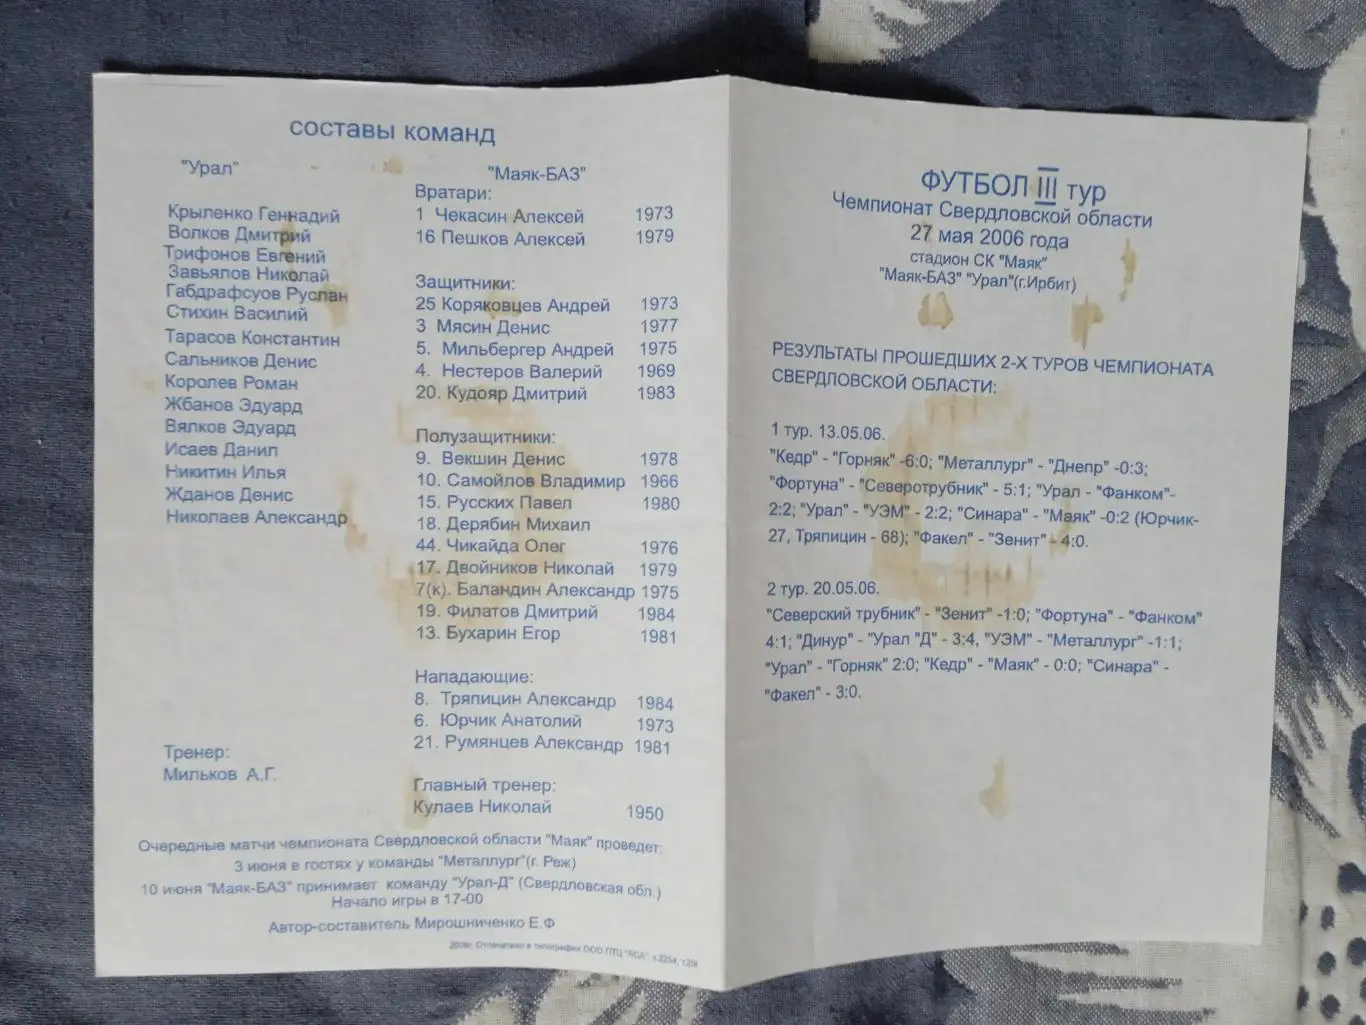 составы команд
"Урал"
Крыленко Геннадий
Волков Дмитрий
Трифонов Евгений
Завьялов Николай
Габдрафсуов Руслан
Стихин Василий
Тарасов Константин
Сальников Денис
Королев Роман
Жбанов Эдуард
Вялков Эдуард
Исаев Данил
Никитин Илья
Жданов Денис
Николаев Александр
Тренер:
Мильков А.Г.
"Маяк-БАЗ"
Вратари:
1 Чекасин Алексей 1973
16 Пешков Алексей 1979
Защитники:
25 Коряковцев Андрей 1973
3 Мясин Денис 1977
5. Мильбергер Андрей 1975
4. Нестеров Валерий 1969
20. Кудояр Дмитрий 1983
Полузащитники:
9. Векшин Денис 1978
10. Самойлов Владимир 1966
15. Русских Павел 1980
18. Дерябин Михаил
44. Чикайда Олег 1976
17. Двойников Николай 1979
7(к). Баландин Александр 1975
19. Филатов Дмитрий 1984
13. Бухарин Егор 1981
Нападающие:
8. Тряпицин Александр 1984
6. Юрчик Анатолий 1973
21. Румянцев Александр 1981
Главный тренер:
Кулаев Николай 1950
Очередные матчи чемпионата Свердловской области "Маяк" проведет:
3 июня в гостях у команды "Металлург"(г. Реж)
10 июня "Маяк-БАЗ" принимает команду "Урал-Д" (Свердловская обл.)
Начало игры в 17-00
Автор-составитель Мирошниченко Е.Ф
Отпечатано в типографии ООО ПТЦ
ФУТБОЛ III тур
Чемпионат Свердловской области
27 мая 2006 года
стадион СК "Маяк"
"Маяк-БАЗ" "Урал"(г.Ирбит)
РЕЗУЛЬТАТЫ ПРОШЕДШИХ 2-Х ТУРОВ ЧЕМПИОНАТА
СВЕРДЛОВСКОЙ ОБЛАСТИ:
1 тур. 13.05.06.
"Кедр" - "Горняк" -6:0; "Металлург" - "Днепр" -0:3;
"Фортуна" - "Северотрубник" - 5:1; "Урал - "Фанком"-
2:2; "Урал" - "УЭМ" - 2:2; "Синара" - "Маяк" -0:2 (Юрчик-
27, Тряпицин - 68); "Факел" - "Зенит" - 4:0.
2 тур. 20.05.06.
"Северский трубник" - "Зенит" -1:0; "Фортуна" - "Фанком"
4:1; "Динур" - "Урал "Д" - 3:4, "УЭМ" - "Металлург" -1:1;
"Урал" - "Горняк" 2:0; "Кедр" - "Маяк" - 0:0; "Синара" -
"Факел" - 3:0.